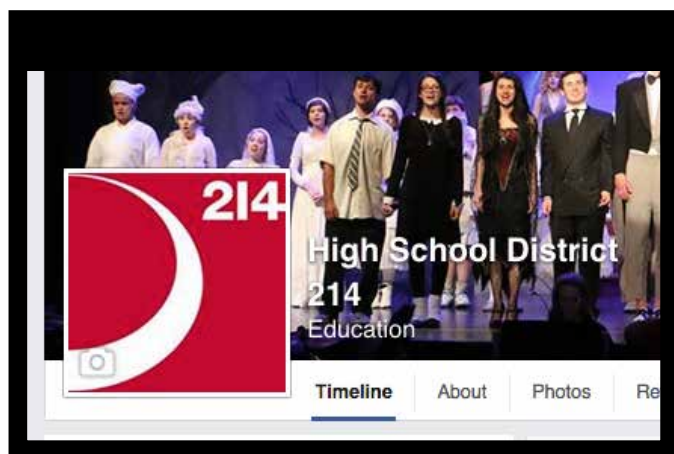 214
High School District
214
Education
Timeline
About
Photos
Re